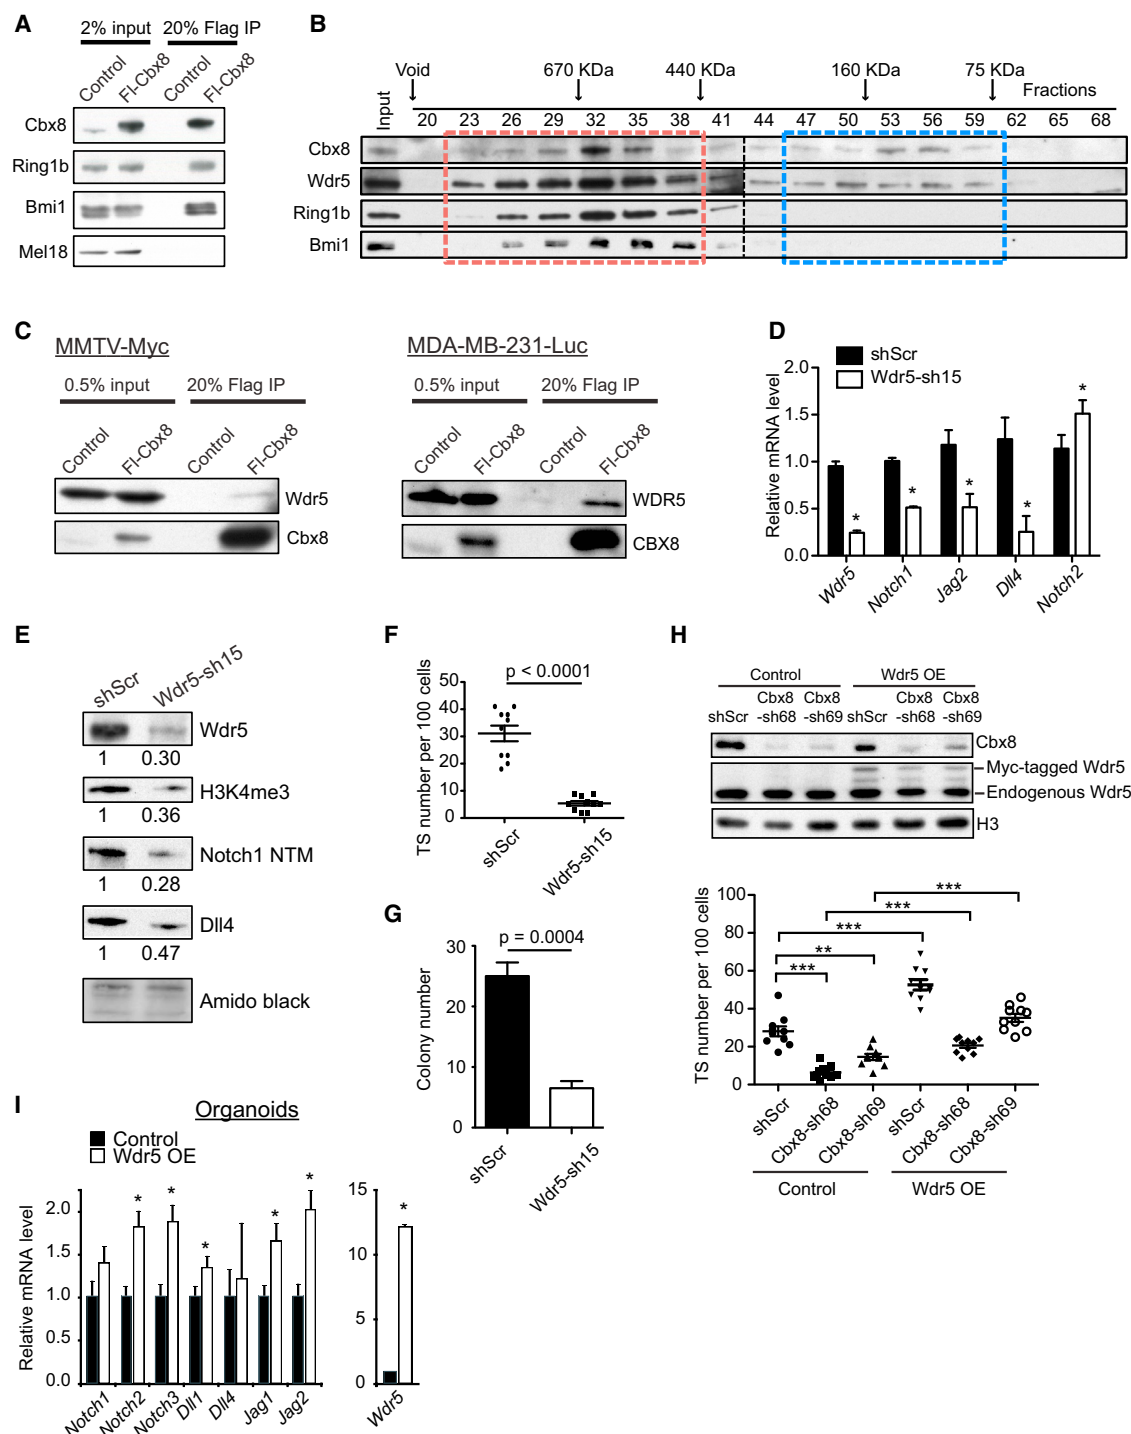 A
2% input 20% Flag IP
Control Fl-Cbx8 Control Fl-Cbx8
Cbx8
Ring1b
Bmi1
Mel18
B
Void 670 KDa 440 KDa 160 KDa 75 KDa
Fractions
Input 20 23 26 29 32 35 38 41 44 47 50 53 56 59 62 65 68
Cbx8
Wdr5
Ring1b
Bmi1
C
MMTV-Myc
0.5% input 20% Flag IP
Control Fl-Cbx8 Control Fl-Cbx8
Wdr5
Cbx8
MDA-MB-231-Luc
0.5% input 20% Flag IP
Control Fl-Cbx8 Control Fl-Cbx8
WDR5
CBX8
D
shScr
Wdr5-sh15
Relative mRNA level
2.0
1.5
1.0
0.5
0.0
* * * * *
Wdr5 Notch1 Jag2 Dll4 Notch2
E
shScr Wdr5-sh15
Wdr5
1 0.30
H3K4me3
1 0.36
Notch1 NTM
1 0.28
Dll4
1 0.47
Amido black
F
p < 0.0001
TS number per 100 cells
50
40
30
20
10
0
shScr Wdr5-sh15
G
p = 0.0004
Colony number
30
20
10
0
shScr Wdr5-sh15
H
Control Wdr5 OE
shScr Cbx8-sh68 Cbx8-sh69 shScr Cbx8-sh68 Cbx8-sh69
Cbx8
Myc-tagged Wdr5
Endogenous Wdr5
H3
TS number per 100 cells
100
80
60
40
20
0
***
***
***
**
***
shScr Cbx8-sh68 Cbx8-sh69 shScr Cbx8-sh68 Cbx8-sh69
Control Wdr5 OE
I
Organoids
Control
Wdr5 OE
Relative mRNA level
2.0
1.5
1.0
0.5
0.0
* * * * *
Notch1 Notch2 Notch3 Dll1 Dll4 Jag1 Jag2
15
10
5
0
*
Wdr5